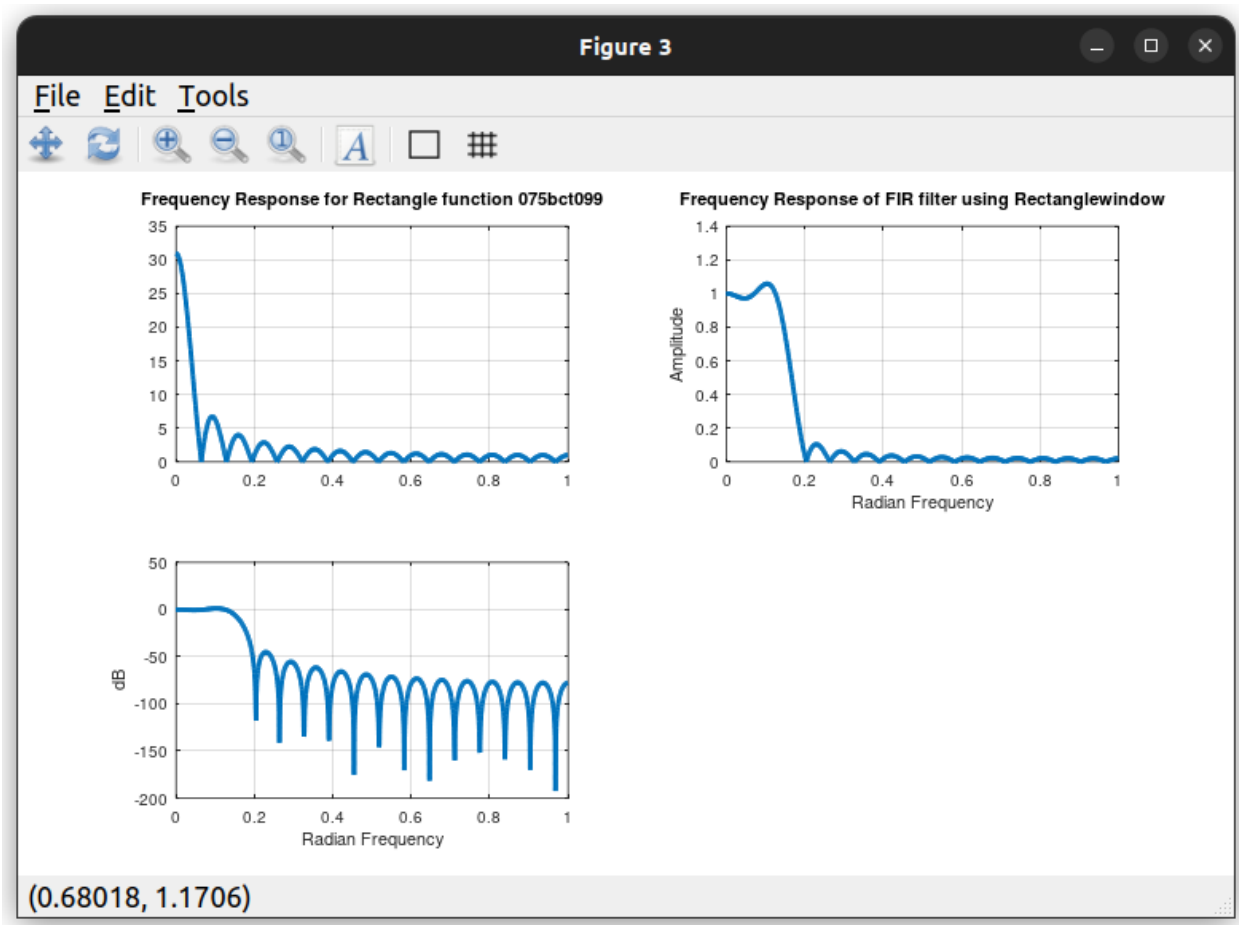 Figure 3
File Edit Tools
A
Frequency Response for Rectangle function 075bct099
35
30
25
20
15
10
5
0
0 0.2 0.4 0.6 0.8 1
Frequency Response of FIR filter using Rectanglewindow
1.4
1.2
1
0.8
0.6
0.4
0.2
0
Amplitude
0 0.2 0.4 0.6 0.8 1
Radian Frequency
50
0
-50
-100
-150
-200
dB
0 0.2 0.4 0.6 0.8 1
Radian Frequency
(0.68018, 1.1706)